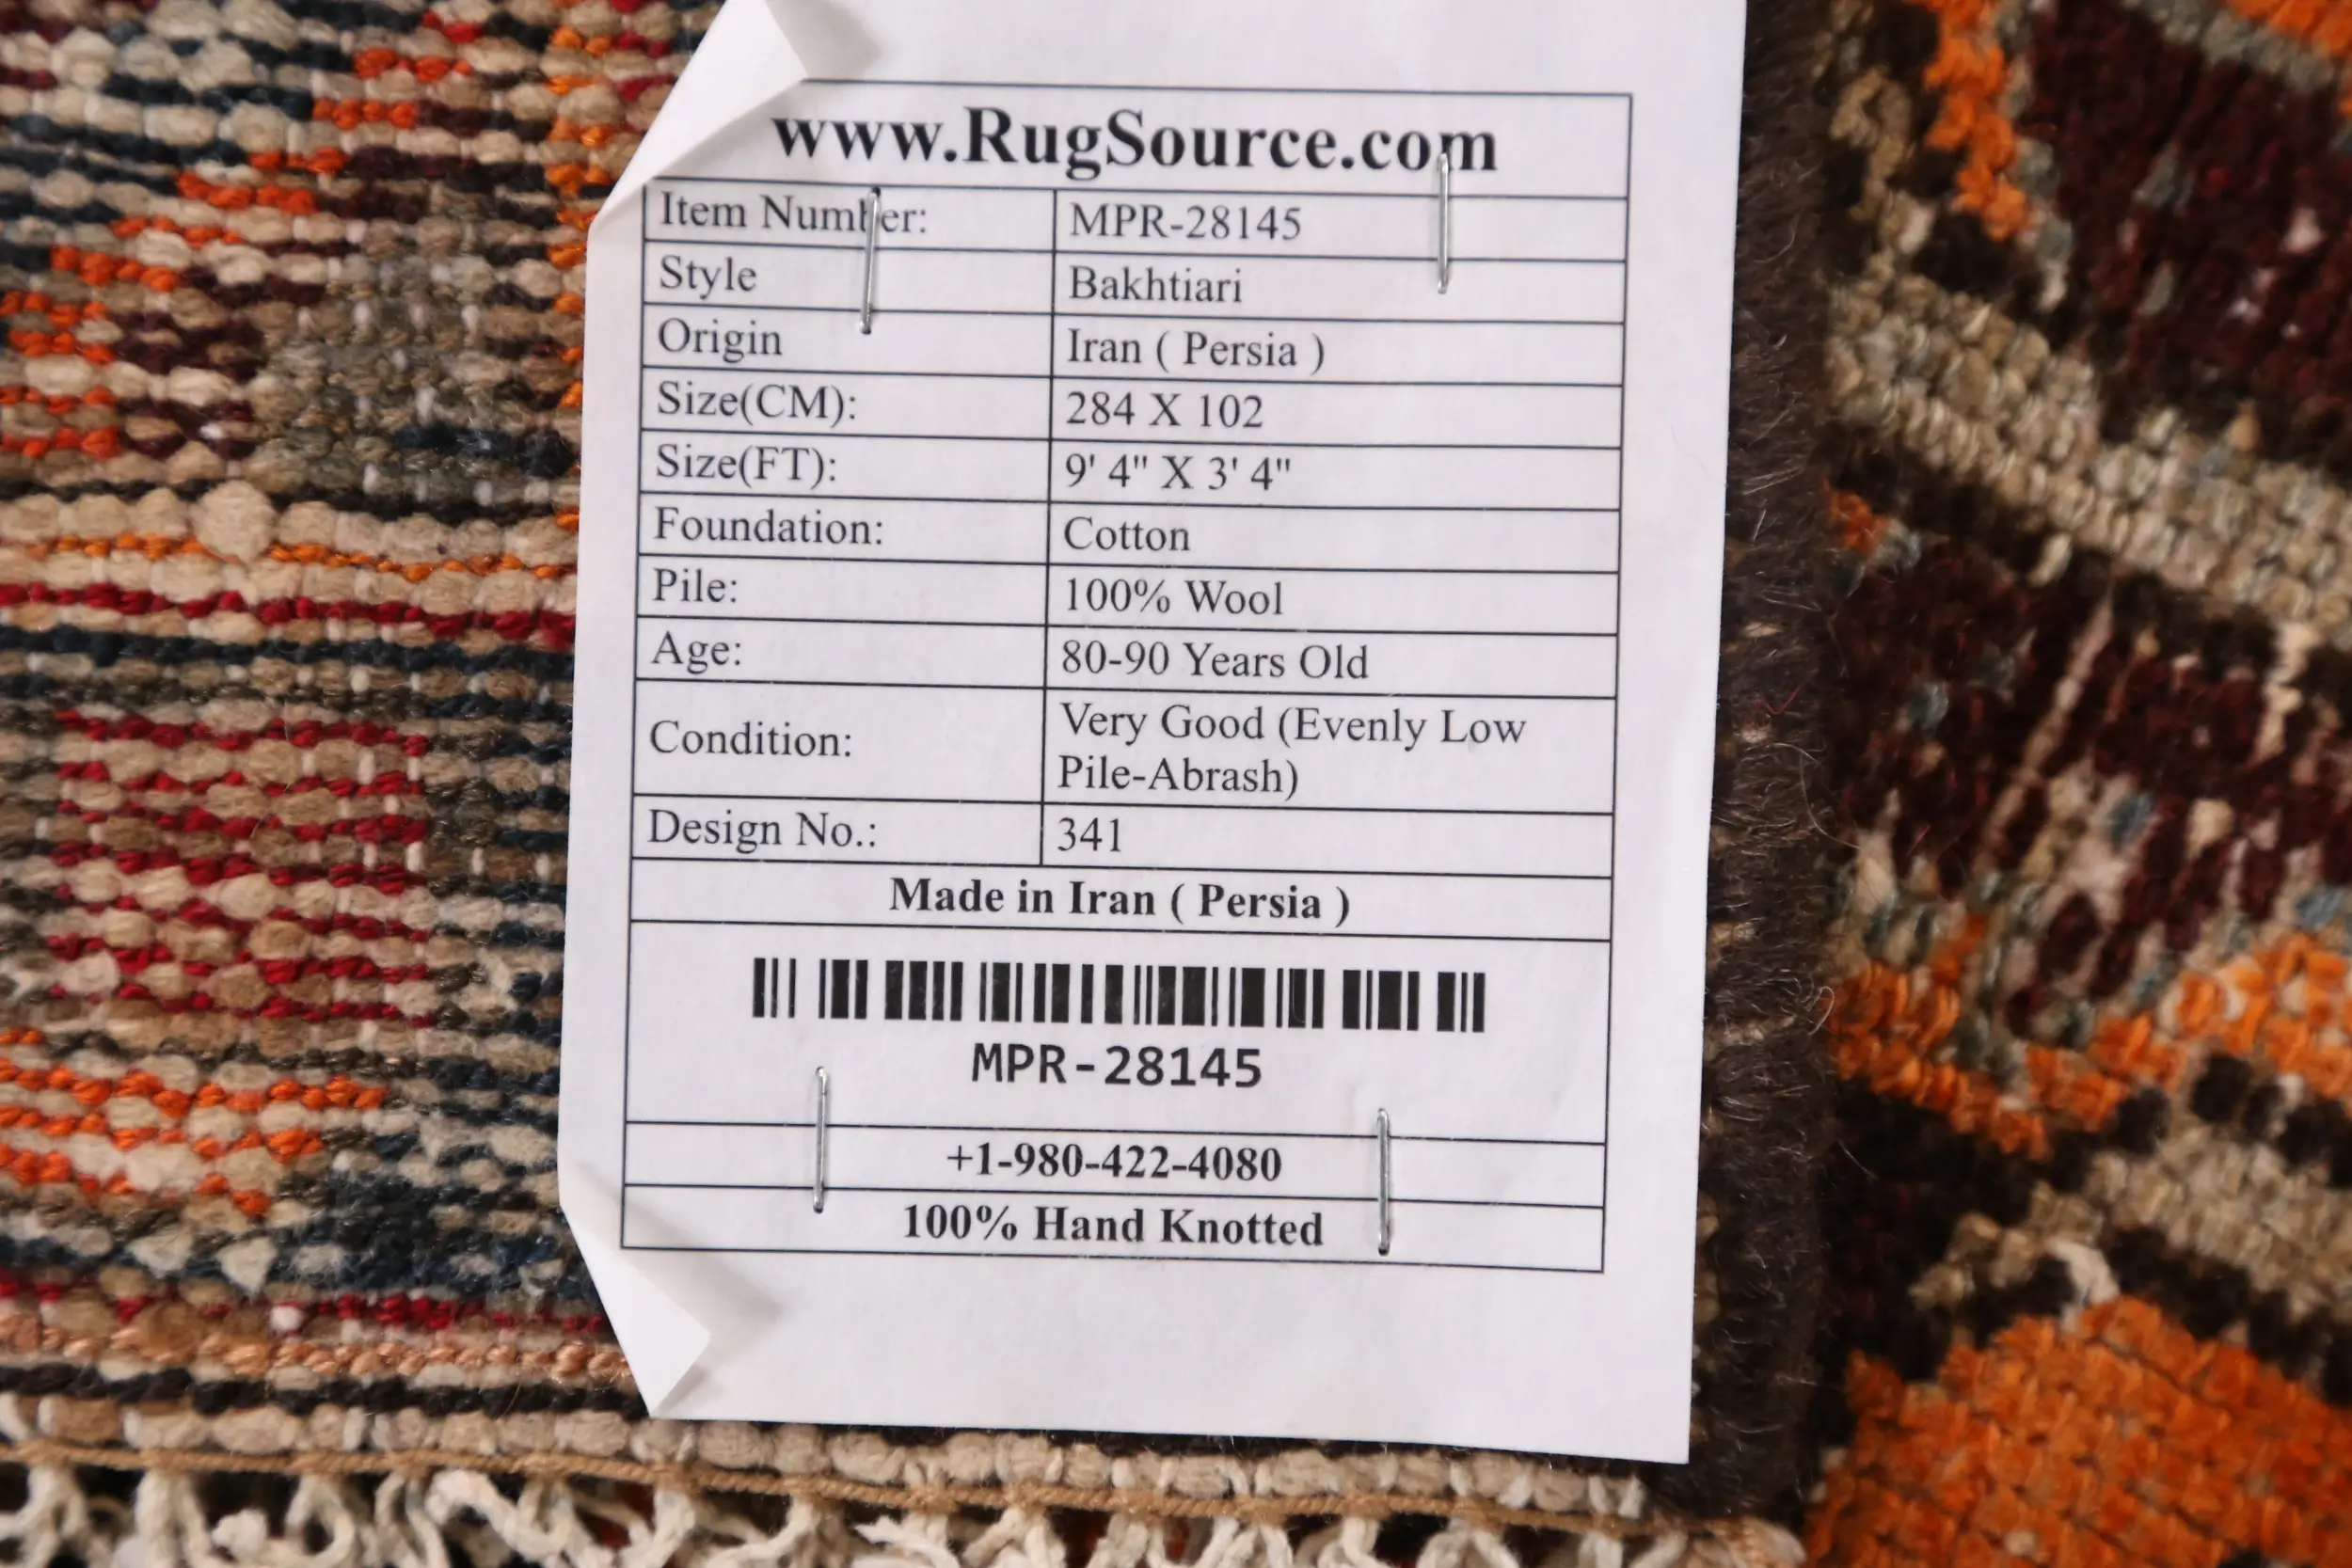 www.RugSource.com
Item Number: MPR-28145
Style Bakhtiari
Origin Iran ( Persia )
Size(CM): 284 X 102
Size(FT): 9' 4" X 3' 4"
Foundation: Cotton
Pile: 100% Wool
Age: 80-90 Years Old
Condition: Very Good (Evenly Low
Pile-Abrash)
Design No.: 341
Made in Iran ( Persia )
MPR-28145
+1-980-422-4080
100% Hand Knotted